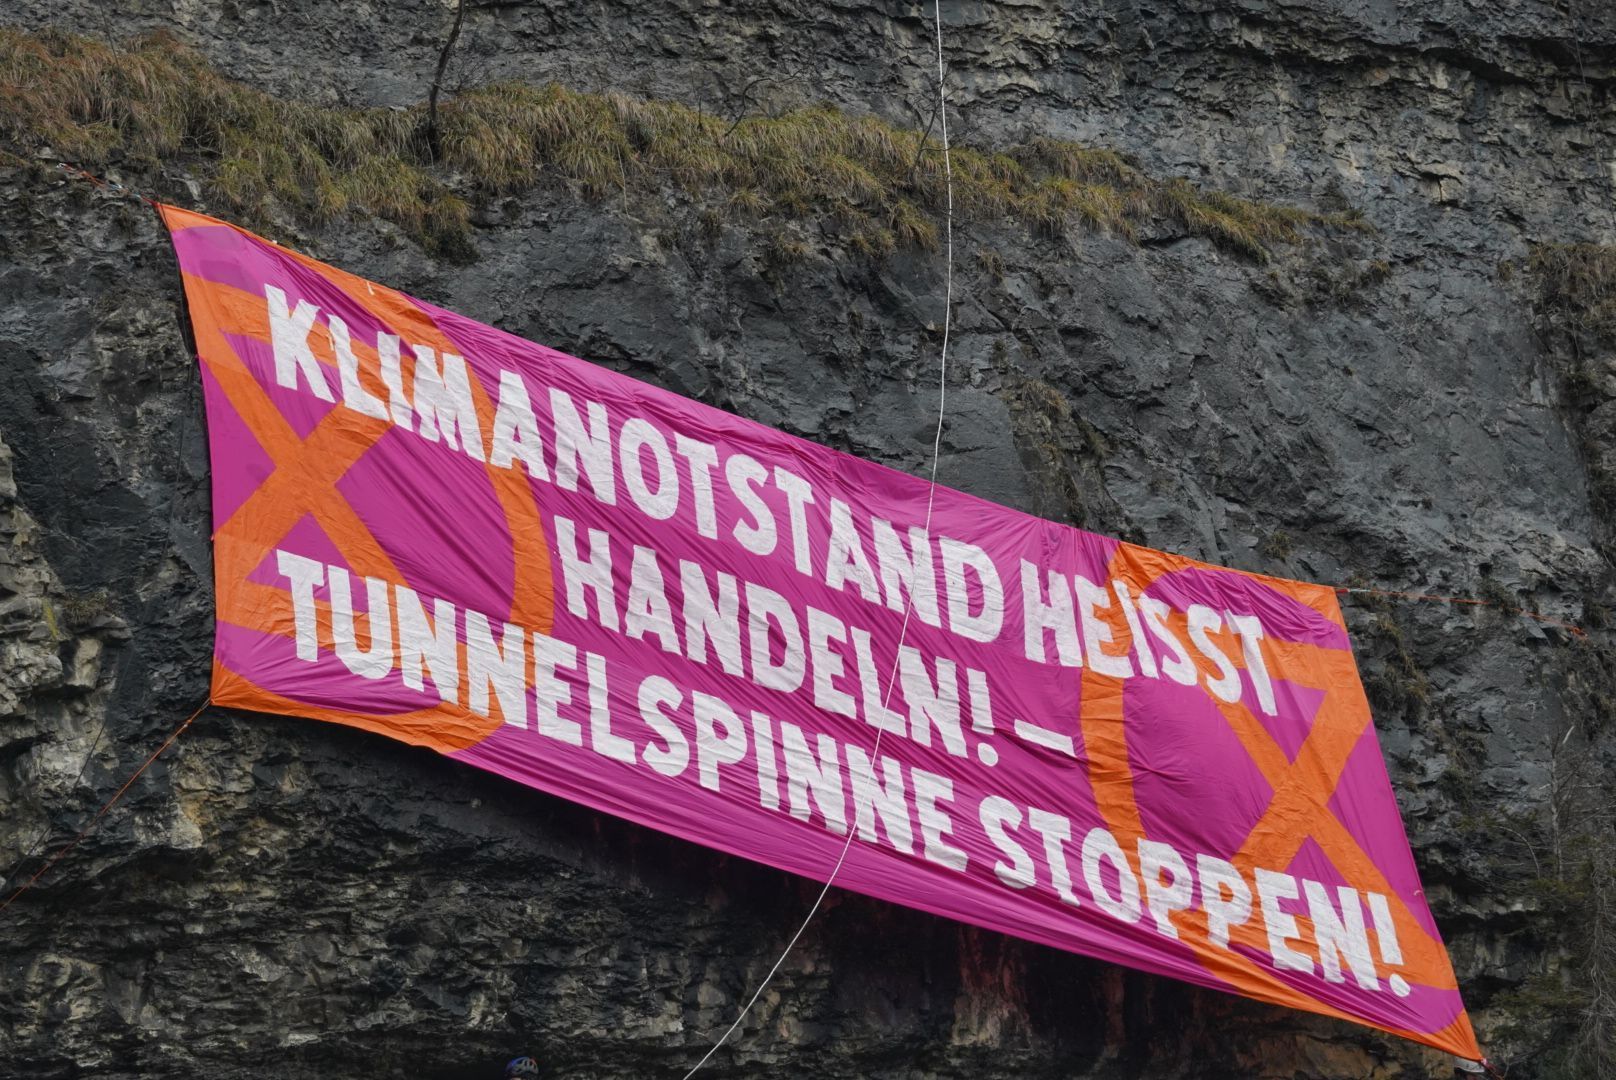 KLIMANOTSTAND HEISST
HANDELN! –
TUNNELSPINNE STOPPEN!